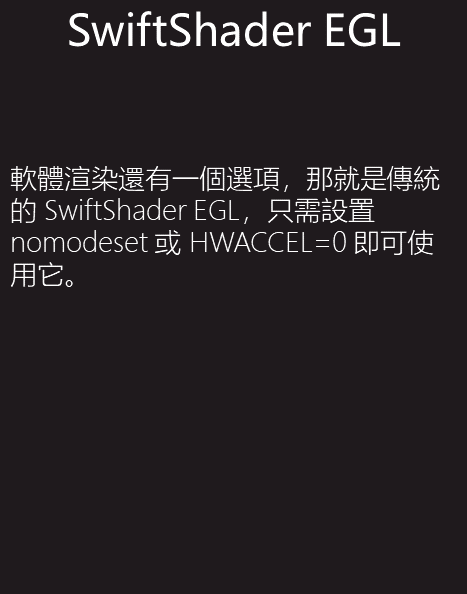 SwiftShader EGL
軟體渲染還有一個選項，那就是傳統
的 SwiftShader EGL，只需設置
nomodeset 或 HWACCEL=0 即可使
用它。